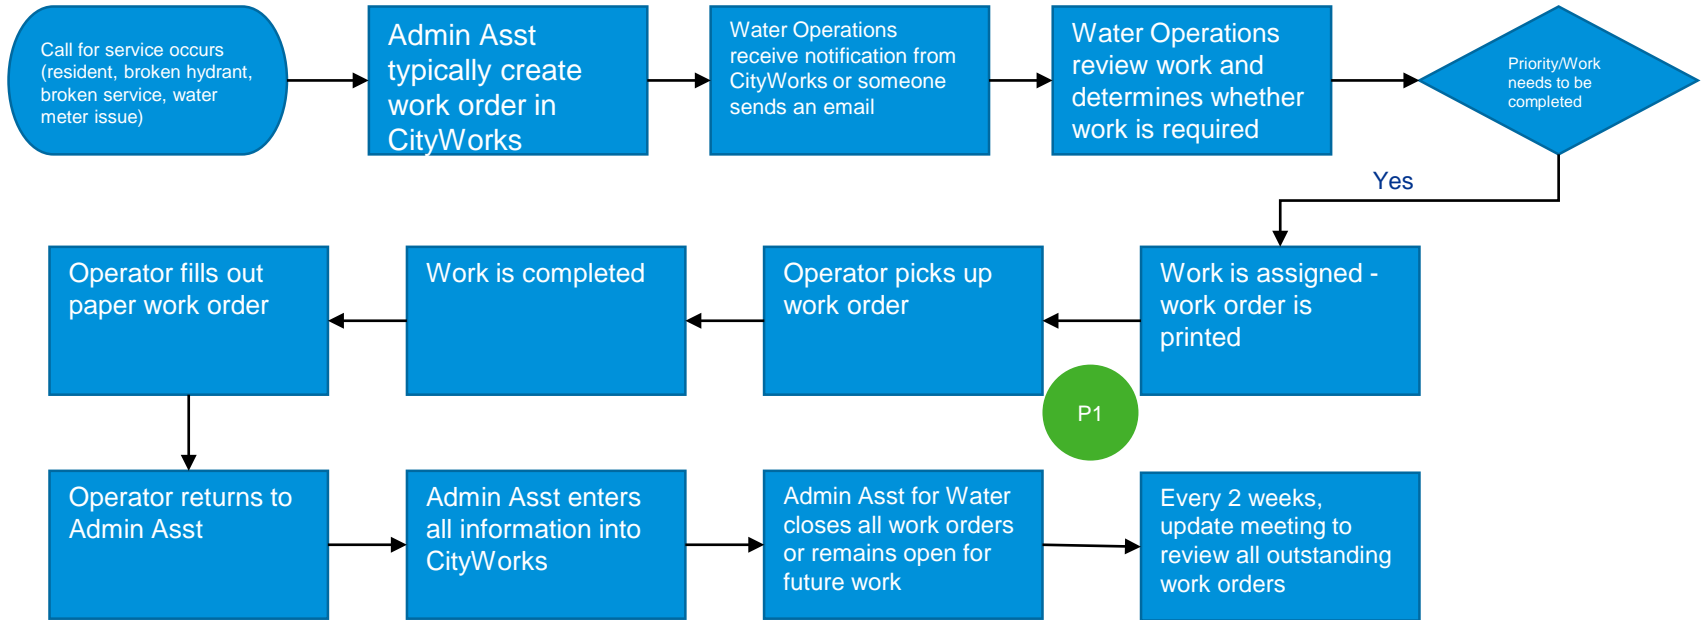 Call for service occurs
(resident, broken hydrant,
broken service, water
meter issue)
Admin Asst
typically create
work order in
CityWorks
Water Operations
receive notification from
CityWorks or someone
sends an email
Water Operations
review work and
determines whether
work is required
Priority/Work
needs to be
completed
Yes
Work is assigned -
work order is
printed
Operator picks up
work order
Work is completed
Operator fills out
paper work order
P1
Operator returns to
Admin Asst
Admin Asst enters
all information into
CityWorks
Admin Asst for Water
closes all work orders
or remains open for
future work
Every 2 weeks,
update meeting to
review all outstanding
work orders